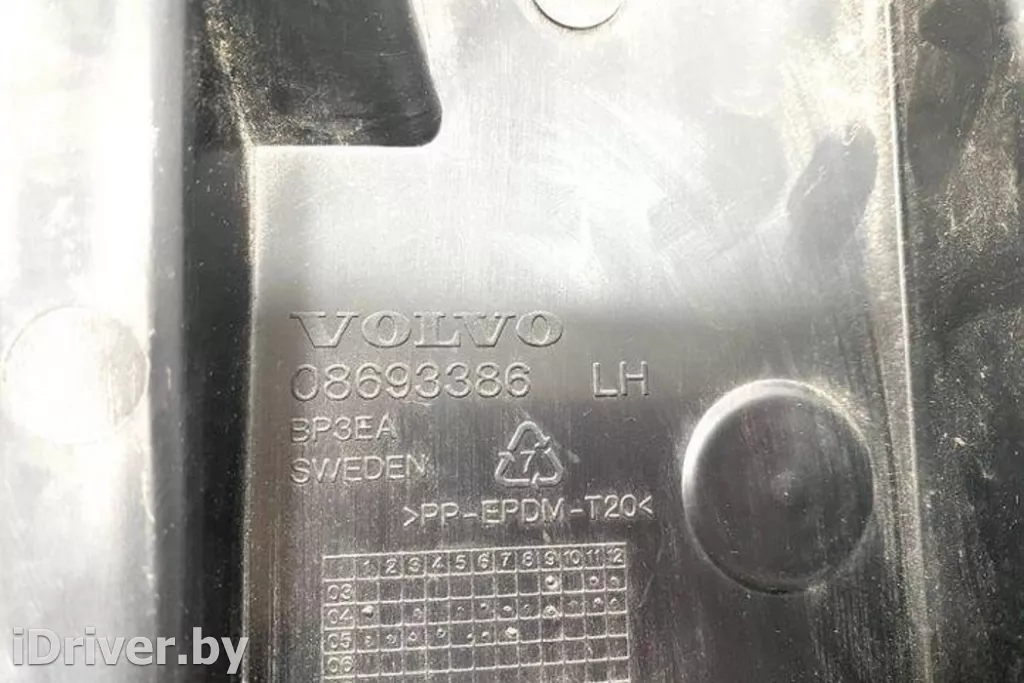 VOLVO
08693386 LH
BP3EA
SWEDEN
7
>PP-EPDM-T20<
1 2 3 4 5 6 7 8 9 10 11 12
03
04
05
06
iDriver.by